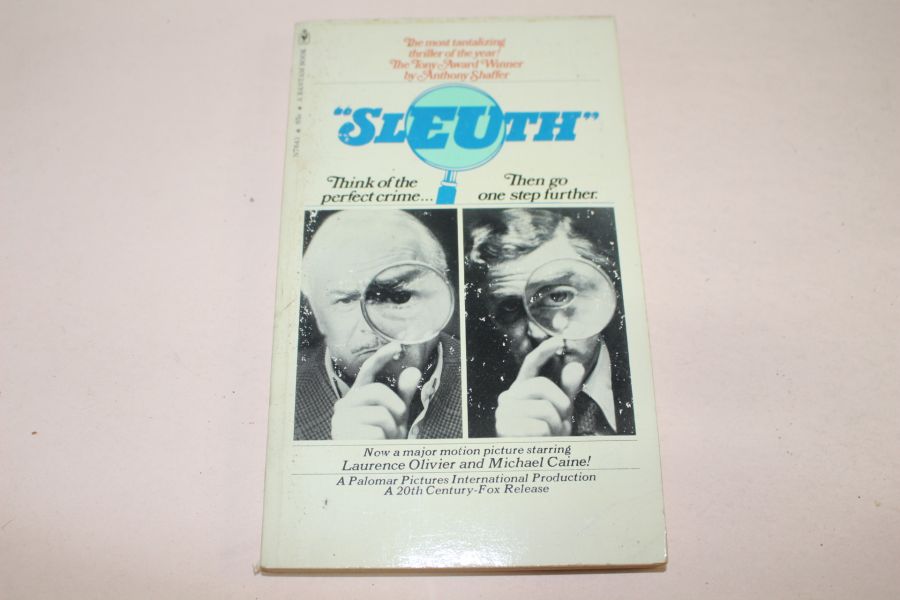 The most tantalizing
thriller of the year!
The Tony Award Winner
by Anthony Shaffer
"SLEUTH"
Think of the
perfect crime...
Then go
one step further.
Now a major motion picture starring
Laurence Olivier and Michael Caine!
A Palomar Pictures International Production
A 20th Century-Fox Release
A BANTAM BOOK